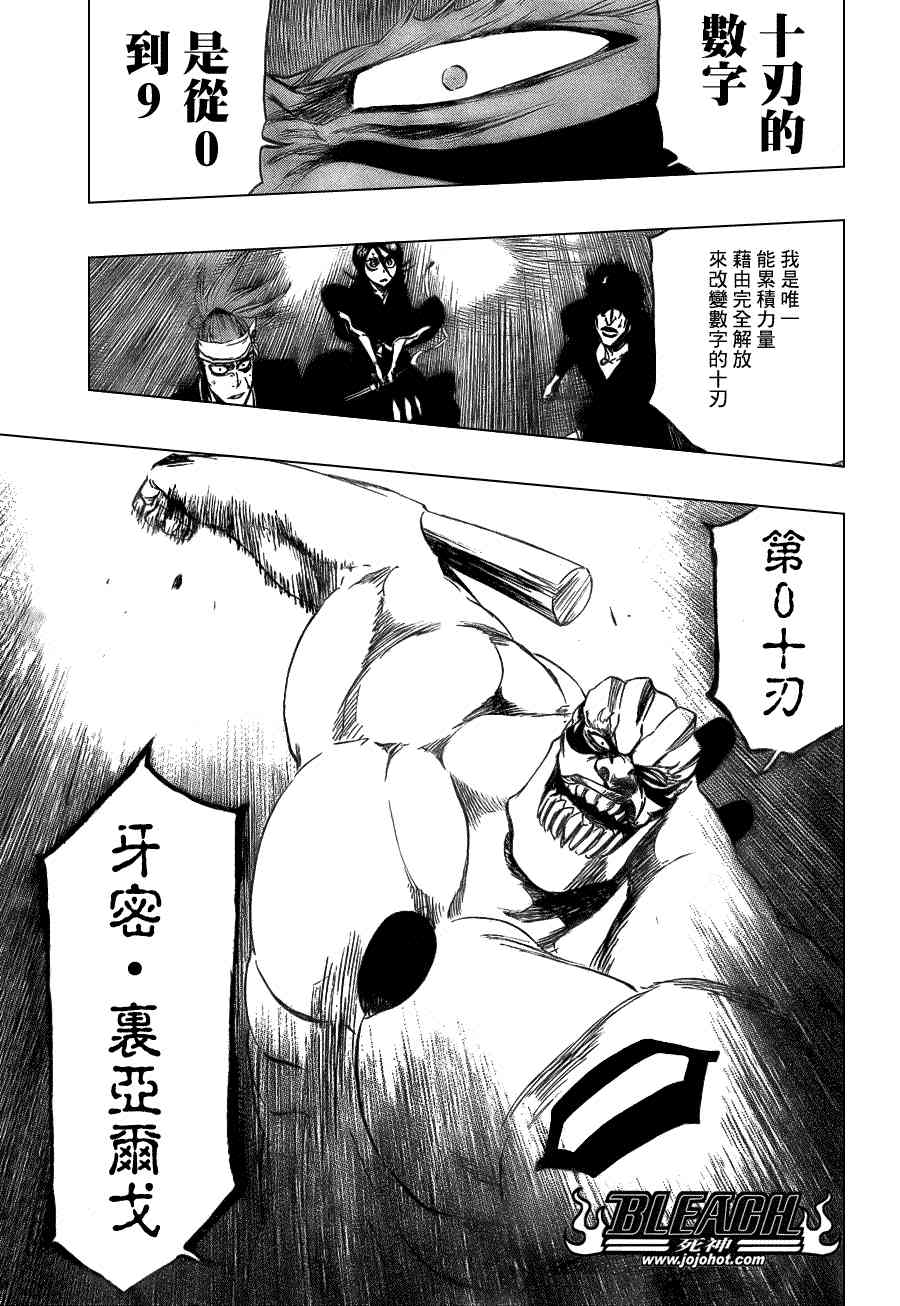 十刃的
數字
是從0
到9
我是唯一
能累積力量
藉由完全解放
來改變數字的十刃
第0十刃
牙密·裏亞爾戈
BLEACH
死神
www.jojohot.com